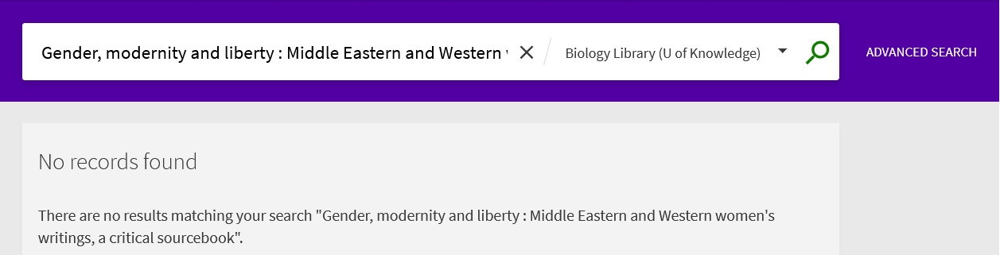 Gender, modernity and liberty : Middle Eastern and Western
Biology Library (U of Knowledge)
ADVANCED SEARCH
No records found
There are no results matching your search "Gender, modernity and liberty : Middle Eastern and Western women's
writings, a critical sourcebook".